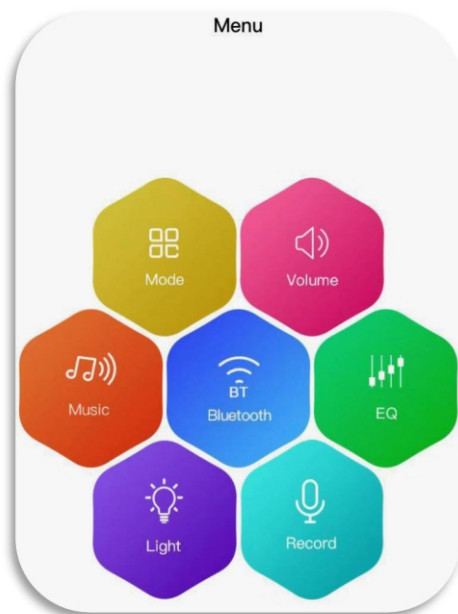 Menu
Mode
Volume
Music
BT
Bluetooth
EQ
Light
Record